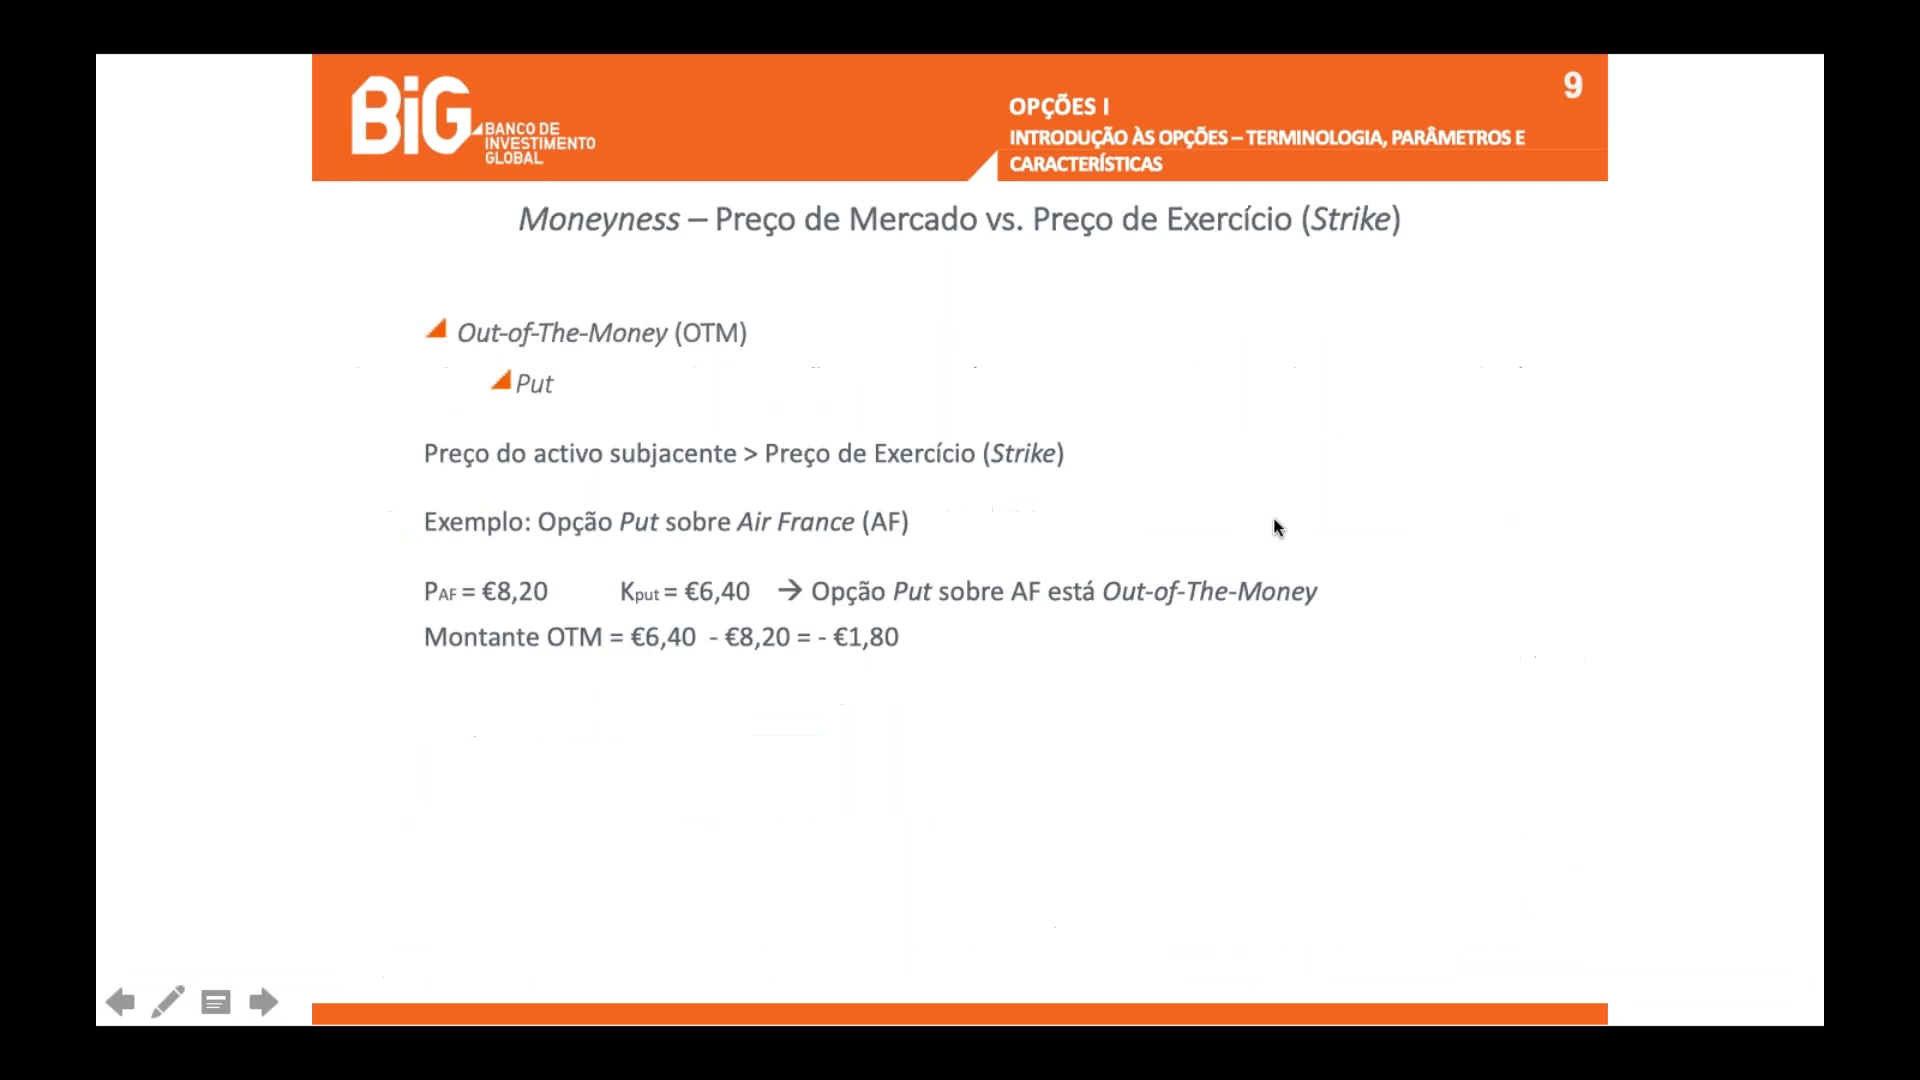 BiG
BANCO DE
INVESTIMENTO
GLOBAL
9
OPÇÕES I
INTRODUÇÃO ÀS OPÇÕES – TERMINOLOGIA, PARÂMETROS E
CARACTERÍSTICAS
Moneyness – Preço de Mercado vs. Preço de Exercício (Strike)
Out-of-The-Money (OTM)
Put
Preço do activo subjacente > Preço de Exercício (Strike)
Exemplo: Opção Put sobre Air France (AF)
PAF = €8,20 Kput = €6,40 → Opção Put sobre AF está Out-of-The-Money
Montante OTM = €6,40 - €8,20 = - €1,80